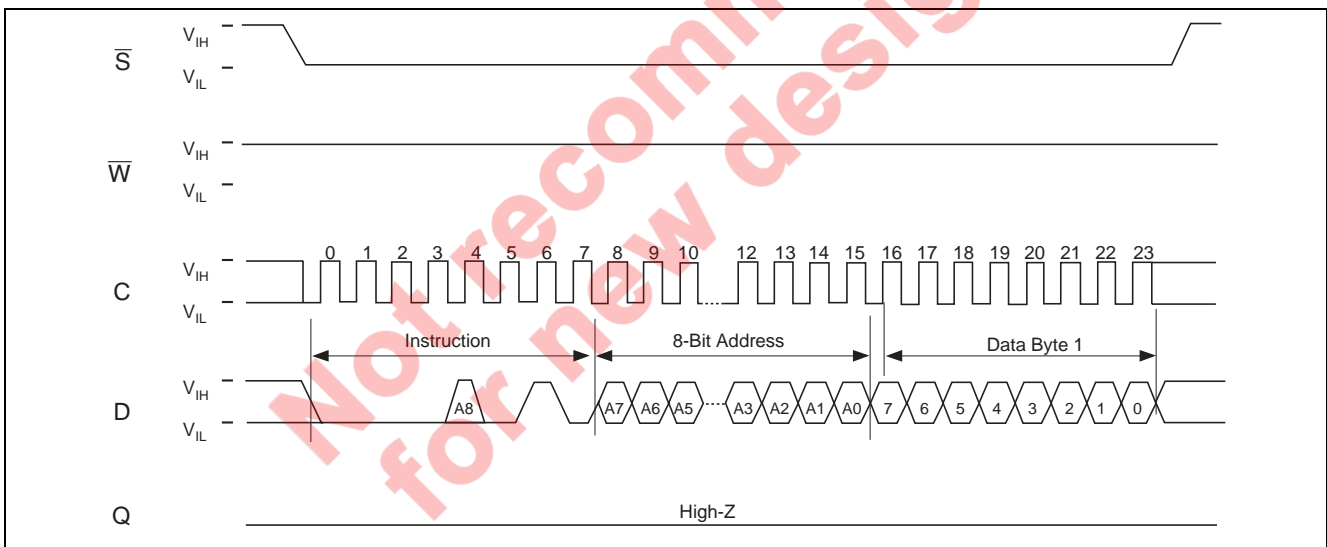 Not recomm
for new desig
S̅
V_IH
V_IL
W̅
V_IH
V_IL
C
V_IH
V_IL
0 1 2 3 4 5 6 7 8 9 10 12 13 14 15 16 17 18 19 20 21 22 23
Instruction
8-Bit Address
Data Byte 1
D
V_IH
V_IL
A8 A7 A6 A5 A3 A2 A1 A0 7 6 5 4 3 2 1 0
Q
High-Z